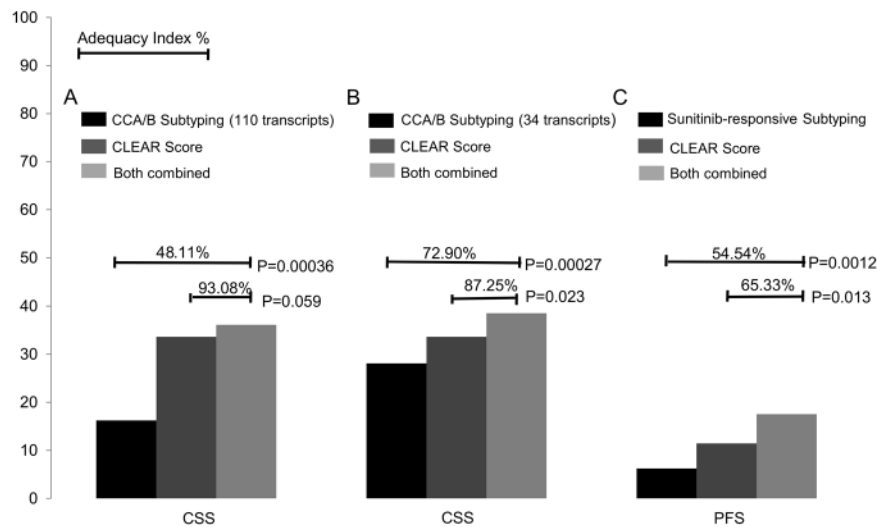 100
90
80
70
60
50
40
30
20
10
0
Adequacy Index %
A
CCA/B Subtyping (110 transcripts)
CLEAR Score
Both combined
48.11%
P=0.00036
93.08%
P=0.059
CSS
B
CCA/B Subtyping (34 transcripts)
CLEAR Score
Both combined
72.90%
P=0.00027
87.25%
P=0.023
CSS
C
Sunitinib-responsive Subtyping
CLEAR Score
Both combined
54.54%
P=0.0012
65.33%
P=0.013
PFS